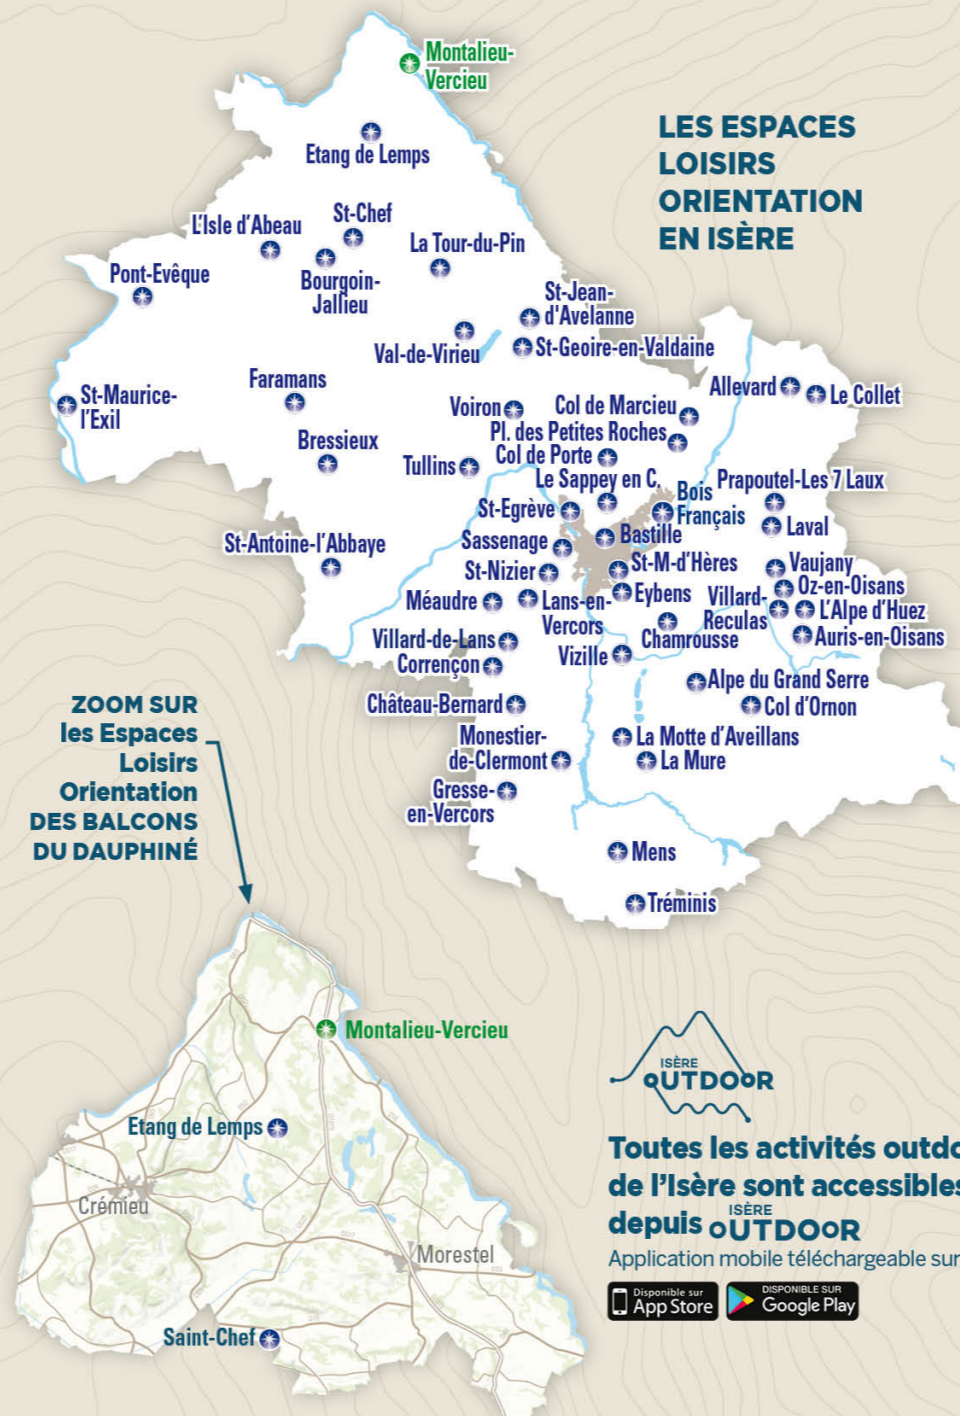 Montalieu-
Vercieu
LES ESPACES
LOISIRS
ORIENTATION
EN ISÈRE
Etang de Lemps
St-Chef
L'Isle d'Abeau
La Tour-du-Pin
Pont-Evêque
Bourgoin-
Jallieu
St-Jean-
d'Avelanne
Val-de-Virieu
St-Geoire-en-Valdaine
Faramans
Allevard
Le Collet
St-Maurice-
l'Exil
Voiron
Col de Marcieu
Pl. des Petites Roches
Bressieux
Col de Porte
Tullins
Le Sappey en C.
Prapoutel-Les 7 Laux
Bois
Français
St-Egrève
Laval
Bastille
St-Antoine-l'Abbaye
Sassenage
St-M-d'Hères
Vaujany
St-Nizier
Oz-en-Oisans
Eybens
Villard-
Reculas
Méaudre
Lans-en-
Vercors
L'Alpe d'Huez
Chamrousse
Auris-en-Oisans
Villard-de-Lans
Vizille
Corrençon
Alpe du Grand Serre
Château-Bernard
Col d'Ornon
Monestier-
de-Clermont
La Motte d'Aveillans
La Mure
Gresse-
en-Vercors
Mens
Tréminis
ZOOM SUR
les Espaces
Loisirs
Orientation
DES BALCONS
DU DAUPHINÉ
Montalieu-Vercieu
Etang de Lemps
Crémieu
Morestel
Saint-Chef
ISÈRE
OUTDOOR
Toutes les activités outdo
de l'Isère sont accessibles
depuis ISÈRE OUTDOOR
Application mobile téléchargeable sur
Disponible sur
App Store
DISPONIBLE SUR
Google Play